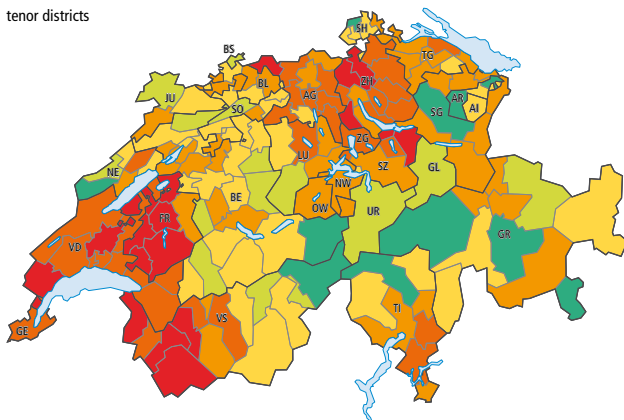 tenor districts
SH
BS
TG
BL
ZH
JU
AG
AR
AI
SO
SG
ZG
LU
NE
SZ
GL
NW
BE
OW
UR
FR
GR
VD
TI
VS
GE